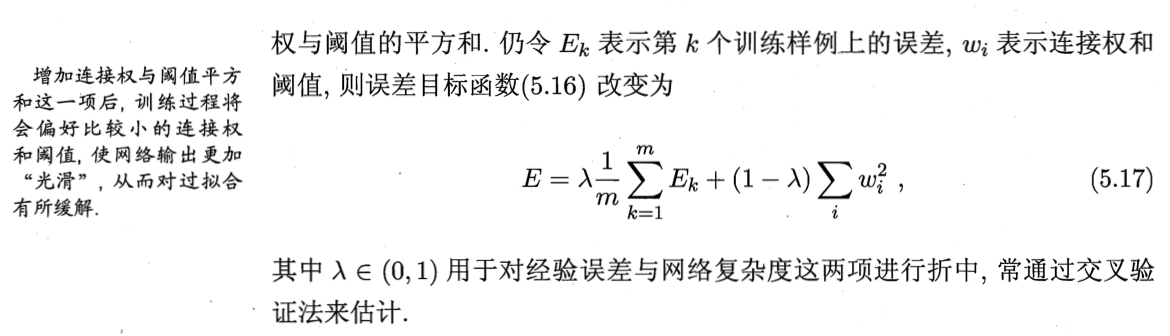 权与阈值的平方和. 仍令 E_k 表示第 k 个训练样例上的误差, w_i 表示连接权和
阈值, 则误差目标函数(5.16) 改变为
E = λ \frac{1}{m} \sum_{k=1}^{m} E_k + (1 − λ) \sum_{i} w_i^2 , (5.17)
其中 λ ∈ (0, 1) 用于对经验误差与网络复杂度这两项进行折中, 常通过交叉验
证法来估计.
增加连接权与阈值平方
和这一项后, 训练过程将
会偏好比较小的连接权
和阈值, 使网络输出更加
“光滑”, 从而对过拟合
有所缓解.